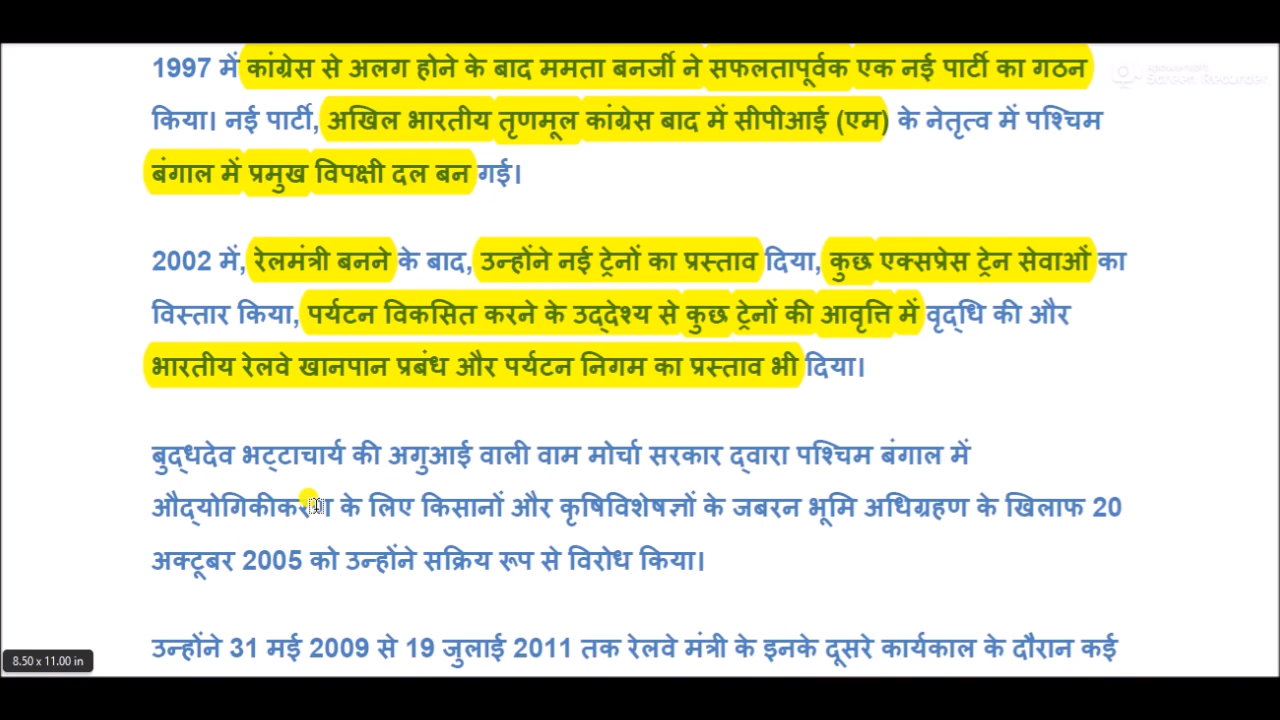 1997 में कांग्रेस से अलग होने के बाद ममता बनर्जी ने सफलतापूर्वक एक नई पार्टी का गठन
किया। नई पार्टी, अखिल भारतीय तृणमूल कांग्रेस बाद में सीपीआई (एम) के नेतृत्व में पश्चिम
बंगाल में प्रमुख विपक्षी दल बन गई।
2002 में, रेलमंत्री बनने के बाद, उन्होंने नई ट्रेनों का प्रस्ताव दिया, कुछ एक्सप्रेस ट्रेन सेवाओं का
विस्तार किया, पर्यटन विकसित करने के उद्देश्य से कुछ ट्रेनों की आवृत्ति में वृद्धि की और
भारतीय रेलवे खानपान प्रबंध और पर्यटन निगम का प्रस्ताव भी दिया।
बुद्धदेव भट्टाचार्य की अगुआई वाली वाम मोर्चा सरकार द्वारा पश्चिम बंगाल में
औद्योगिकीकरण के लिए किसानों और कृषिविशेषज्ञों के जबरन भूमि अधिग्रहण के खिलाफ 20
अक्टूबर 2005 को उन्होंने सक्रिय रूप से विरोध किया।
उन्होंने 31 मई 2009 से 19 जुलाई 2011 तक रेलवे मंत्री के इनके दूसरे कार्यकाल के दौरान कई
8.50 x 11.00 in
Screen Recorder